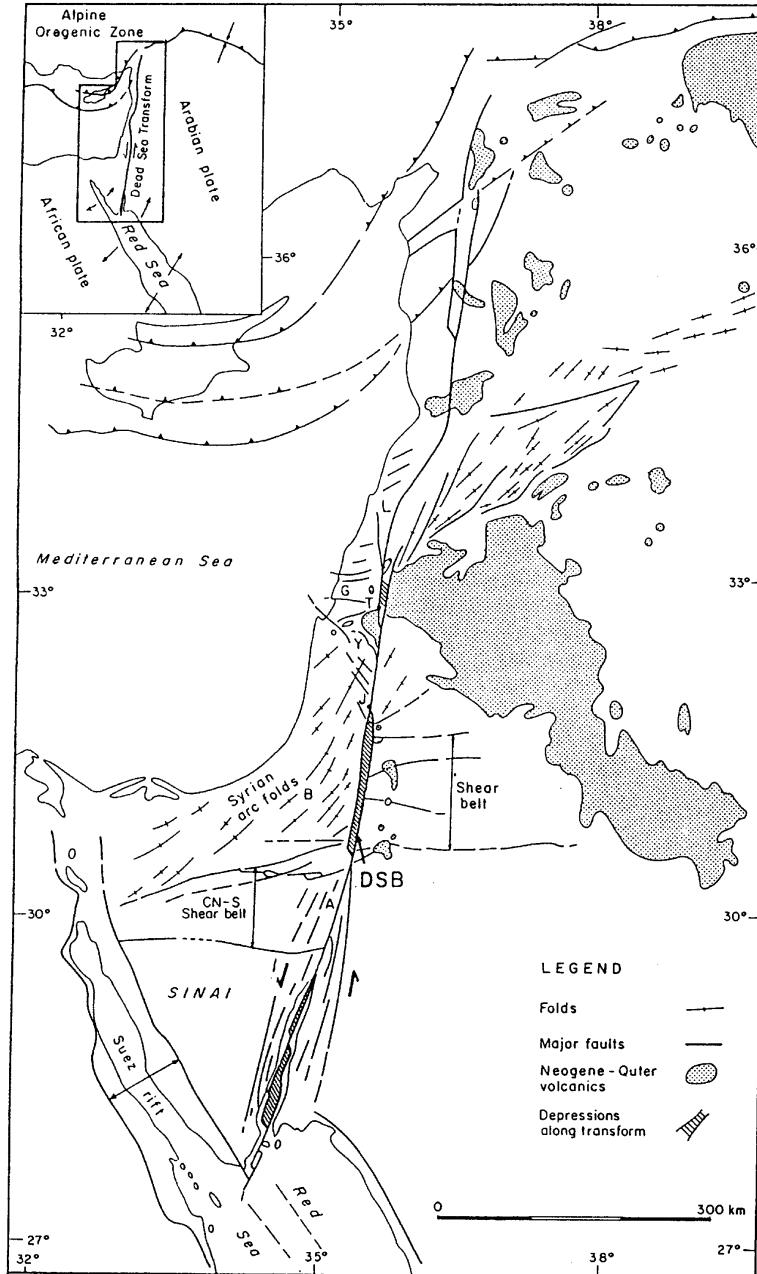 Alpine
Orogenic Zone
Dead Sea Transform
Arabian plate
African plate
Red Sea
35°
38°
36°
32°
Mediterranean Sea
33°
33°
L
G
T
Y
J
Syrian
arc folds
B
Shear
belt
DSB
CN-S
Shear belt
A
30°
30°
SINAI
Suez
rift
Red
Sea
LEGEND
Folds
Major faults
Neogene-Quter
volcanics
Depressions
along transform
0
300 km
27°
27°
32°
35°
38°